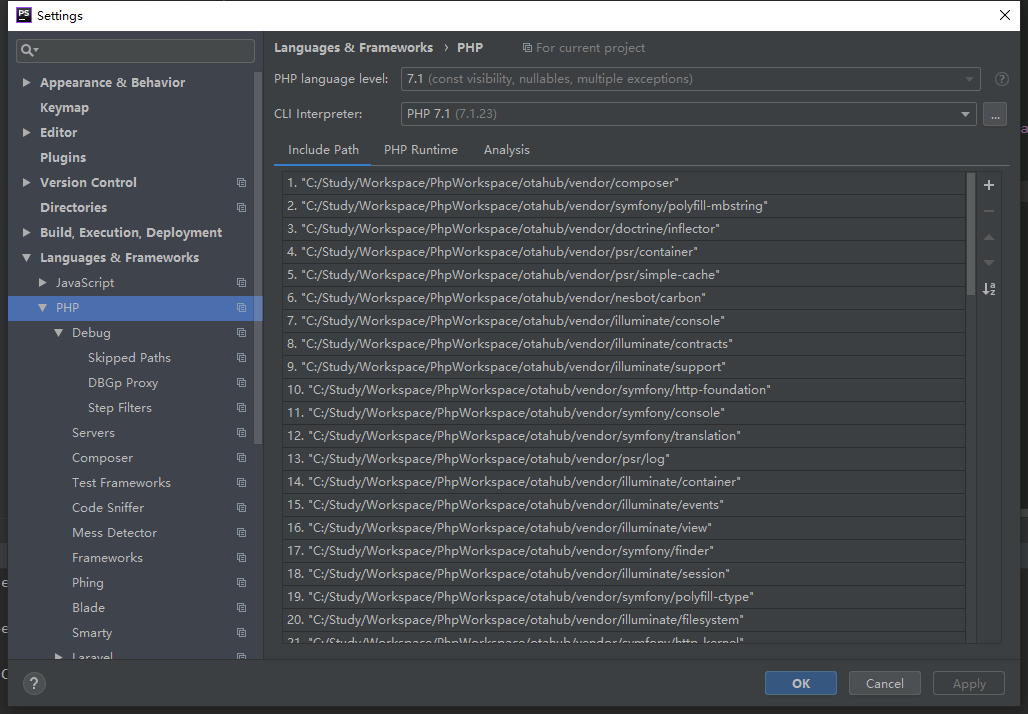 PS Settings
Appearance & Behavior
Keymap
Editor
Plugins
Version Control
Directories
Build, Execution, Deployment
Languages & Frameworks
JavaScript
PHP
Debug
Skipped Paths
DBGp Proxy
Step Filters
Servers
Composer
Test Frameworks
Code Sniffer
Mess Detector
Frameworks
Phing
Blade
Smarty
Laravel
Languages & Frameworks › PHP For current project
PHP language level: 7.1 (const visibility, nullables, multiple exceptions) ?
CLI Interpreter: PHP 7.1 (7.1.23) ...
Include Path PHP Runtime Analysis
1. "C:/Study/Workspace/PhpWorkspace/otahub/vendor/composer"
2. "C:/Study/Workspace/PhpWorkspace/otahub/vendor/symfony/polyfill-mbstring"
3. "C:/Study/Workspace/PhpWorkspace/otahub/vendor/doctrine/inflector"
4. "C:/Study/Workspace/PhpWorkspace/otahub/vendor/psr/container"
5. "C:/Study/Workspace/PhpWorkspace/otahub/vendor/psr/simple-cache"
6. "C:/Study/Workspace/PhpWorkspace/otahub/vendor/nesbot/carbon"
7. "C:/Study/Workspace/PhpWorkspace/otahub/vendor/illuminate/console"
8. "C:/Study/Workspace/PhpWorkspace/otahub/vendor/illuminate/contracts"
9. "C:/Study/Workspace/PhpWorkspace/otahub/vendor/illuminate/support"
10. "C:/Study/Workspace/PhpWorkspace/otahub/vendor/symfony/http-foundation"
11. "C:/Study/Workspace/PhpWorkspace/otahub/vendor/symfony/console"
12. "C:/Study/Workspace/PhpWorkspace/otahub/vendor/symfony/translation"
13. "C:/Study/Workspace/PhpWorkspace/otahub/vendor/psr/log"
14. "C:/Study/Workspace/PhpWorkspace/otahub/vendor/illuminate/container"
15. "C:/Study/Workspace/PhpWorkspace/otahub/vendor/illuminate/events"
16. "C:/Study/Workspace/PhpWorkspace/otahub/vendor/illuminate/view"
17. "C:/Study/Workspace/PhpWorkspace/otahub/vendor/symfony/finder"
18. "C:/Study/Workspace/PhpWorkspace/otahub/vendor/illuminate/session"
19. "C:/Study/Workspace/PhpWorkspace/otahub/vendor/symfony/polyfill-ctype"
20. "C:/Study/Workspace/PhpWorkspace/otahub/vendor/illuminate/filesystem"
21. "C:/Study/Workspace/PhpWorkspace/otahub/vendor/symfony/http-kernel"
? OK Cancel Apply